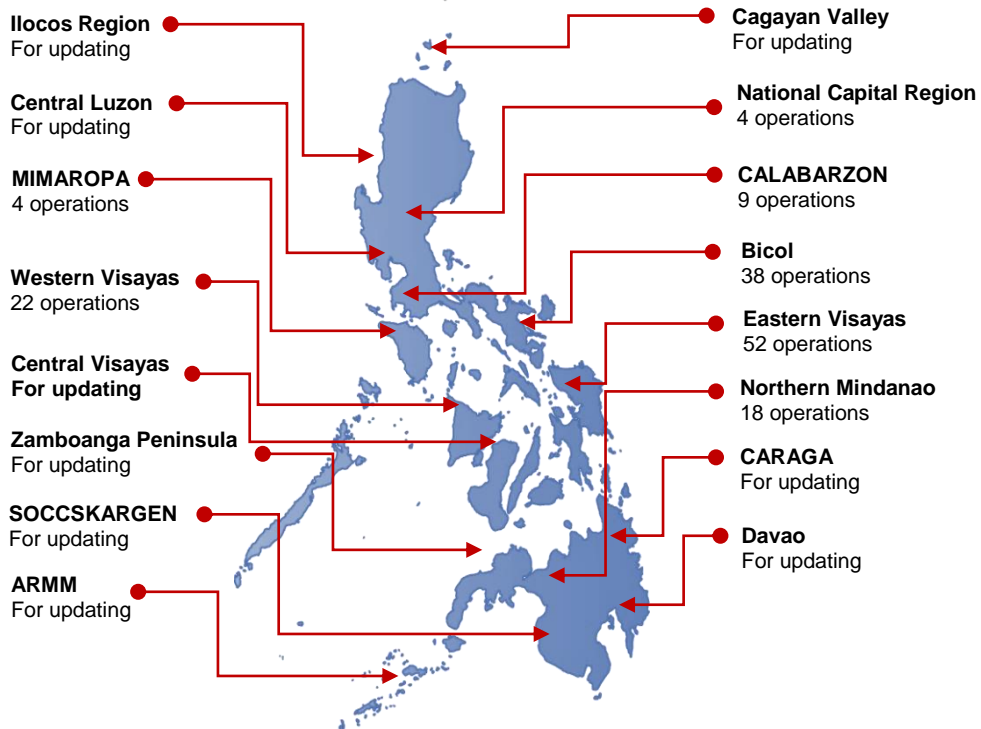 Ilocos Region
For updating
Central Luzon
For updating
MIMAROPA
4 operations
Western Visayas
22 operations
Central Visayas
For updating
Zamboanga Peninsula
For updating
SOCCSKARGEN
For updating
ARMM
For updating
Cagayan Valley
For updating
National Capital Region
4 operations
CALABARZON
9 operations
Bicol
38 operations
Eastern Visayas
52 operations
Northern Mindanao
18 operations
CARAGA
For updating
Davao
For updating